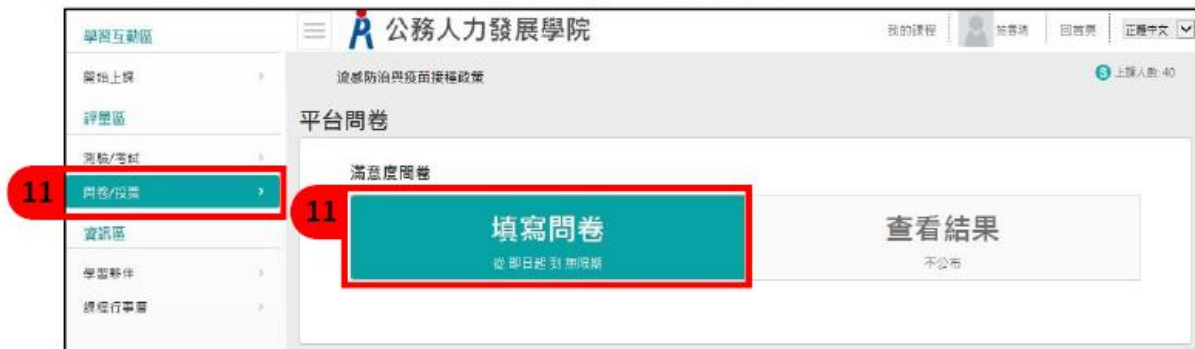 學習互動區
開始上課
評量區
測驗/考試
11
問卷/投票
資訊區
學習夥伴
課程行事曆
公務人力發展學院
我的課程
回首頁
正體中文
流感防治與疫苗接種政策
上課人數: 40
平台問卷
滿意度問卷
11
填寫問卷
從 即日起 到 無限期
查看結果
不公布